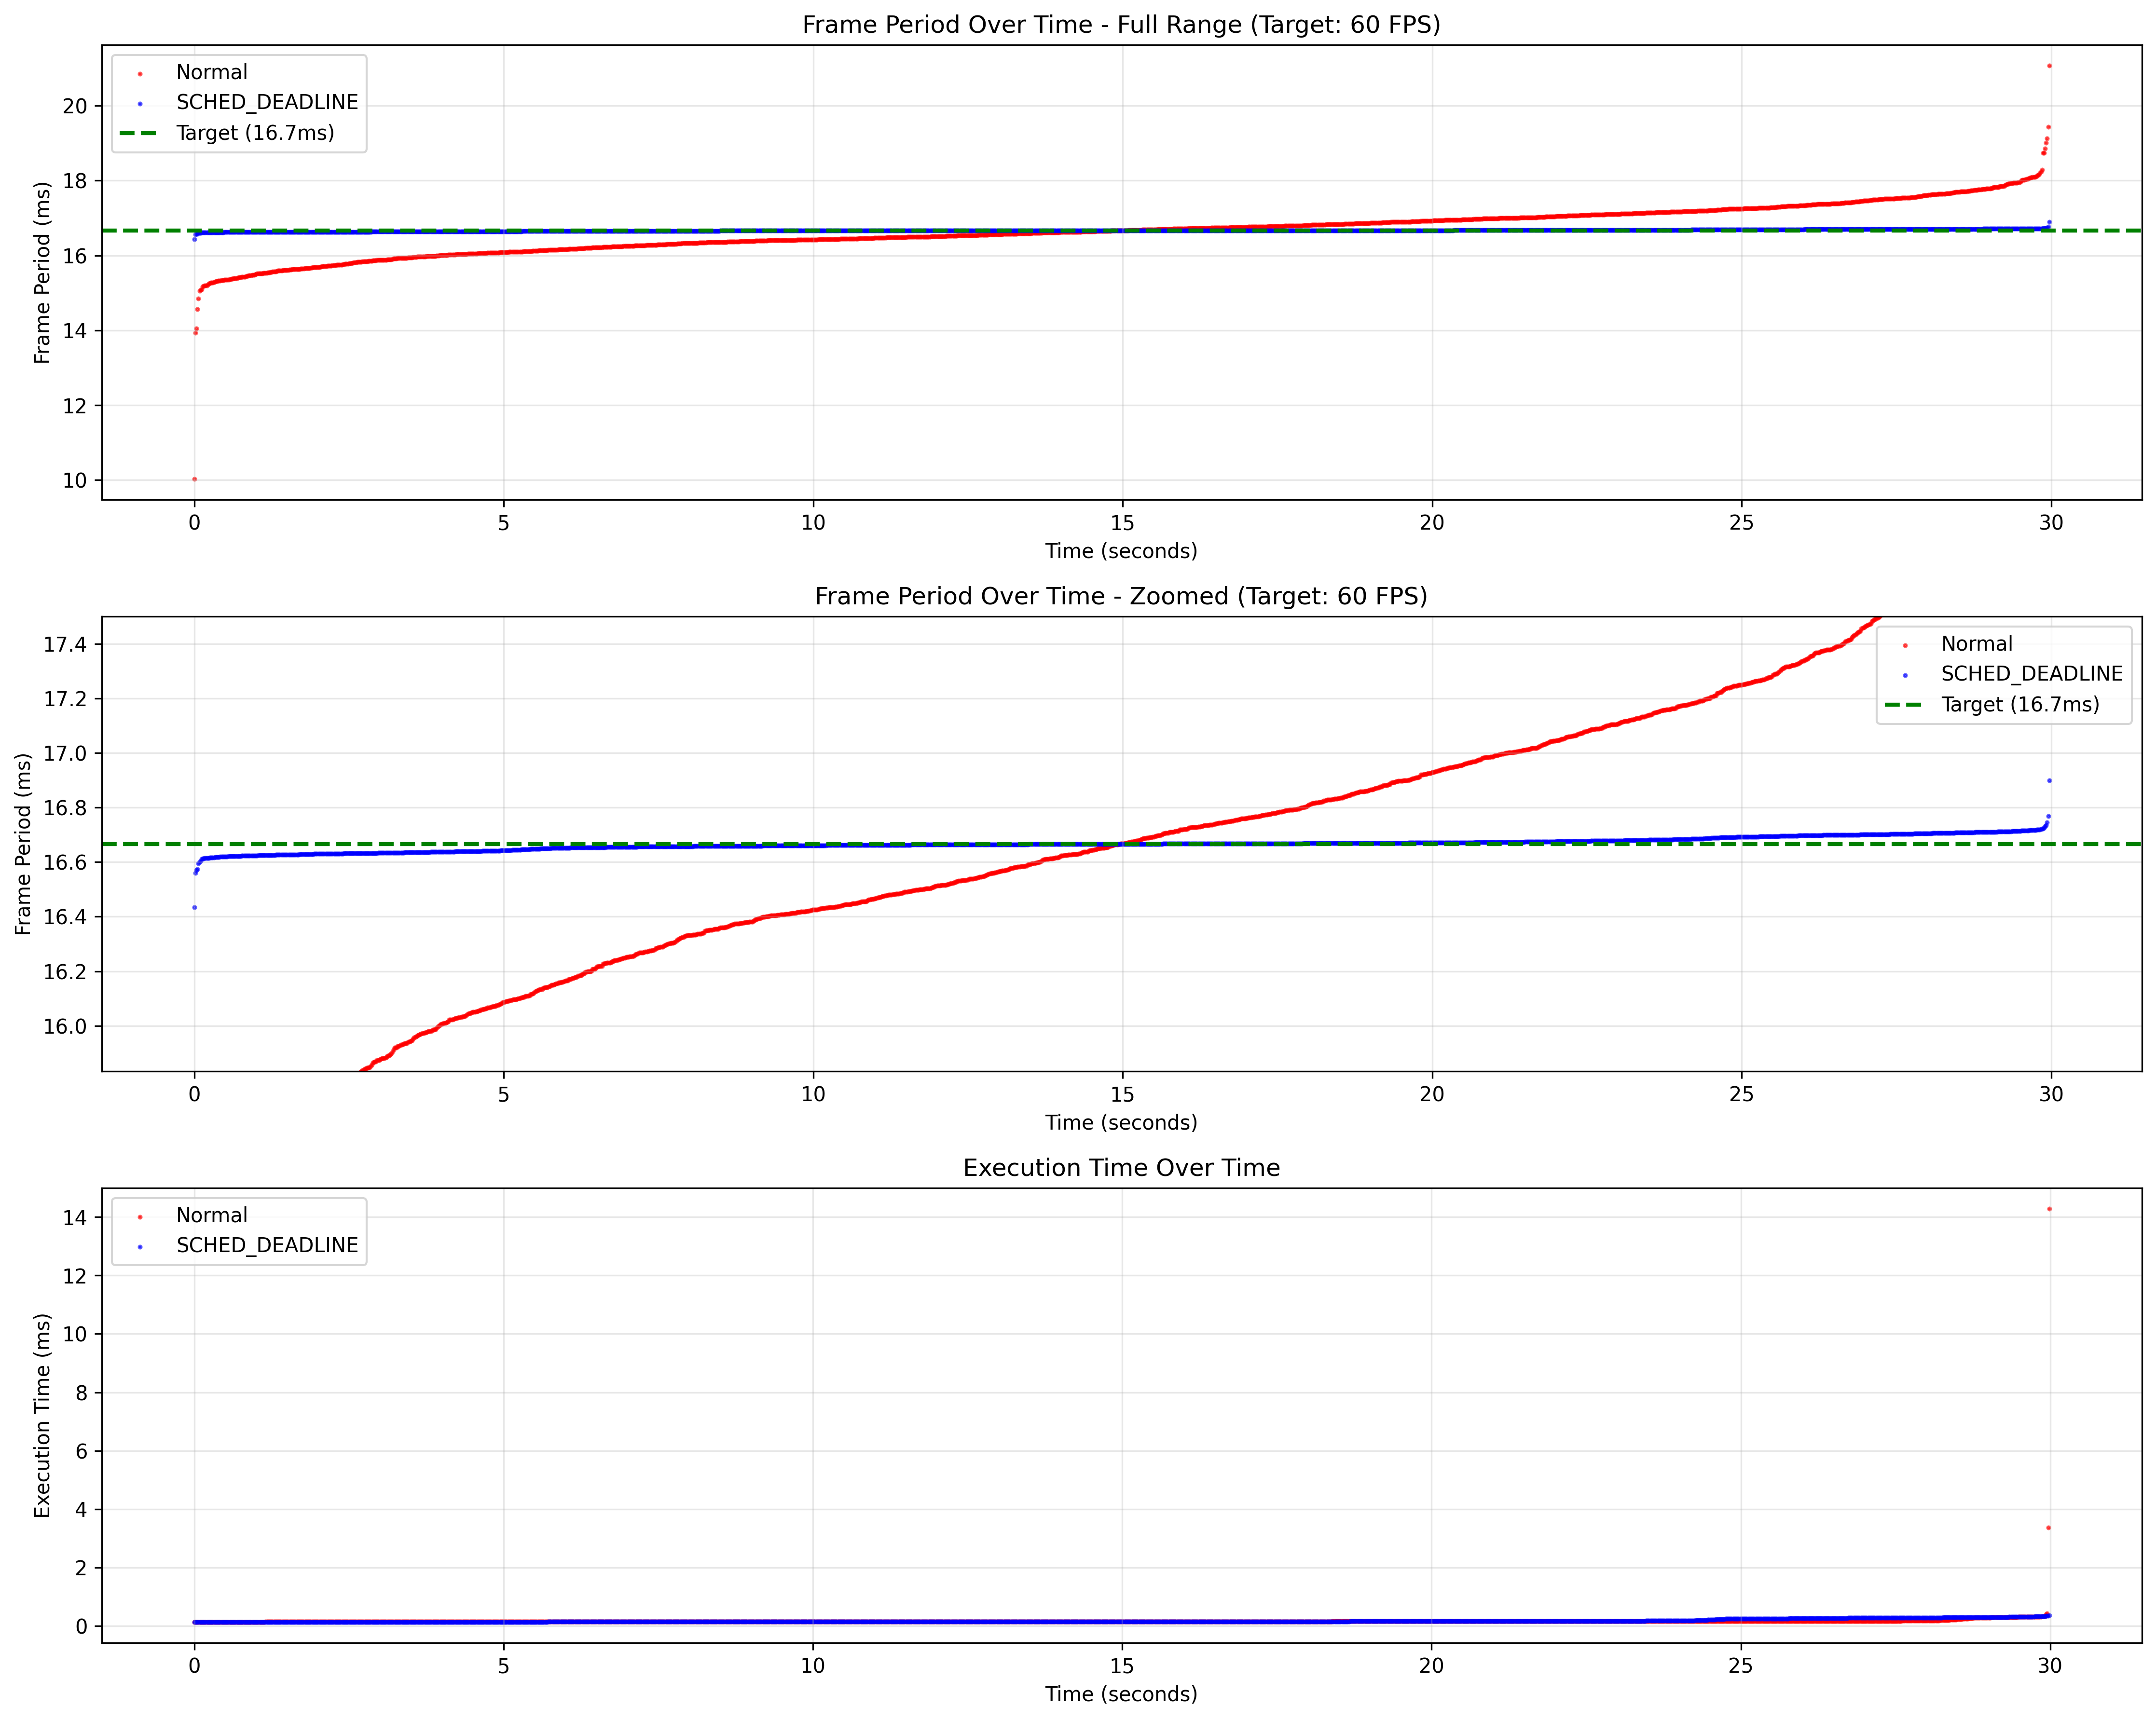 Frame Period Over Time - Full Range (Target: 60 FPS)
Normal
SCHED_DEADLINE
Target (16.7ms)
Frame Period (ms)
20
18
16
14
12
10
0 5 10 15 20 25 30
Time (seconds)
Frame Period Over Time - Zoomed (Target: 60 FPS)
Normal
SCHED_DEADLINE
Target (16.7ms)
Frame Period (ms)
17.4
17.2
17.0
16.8
16.6
16.4
16.2
16.0
0 5 10 15 20 25 30
Time (seconds)
Execution Time Over Time
Normal
SCHED_DEADLINE
Execution Time (ms)
14
12
10
8
6
4
2
0
0 5 10 15 20 25 30
Time (seconds)